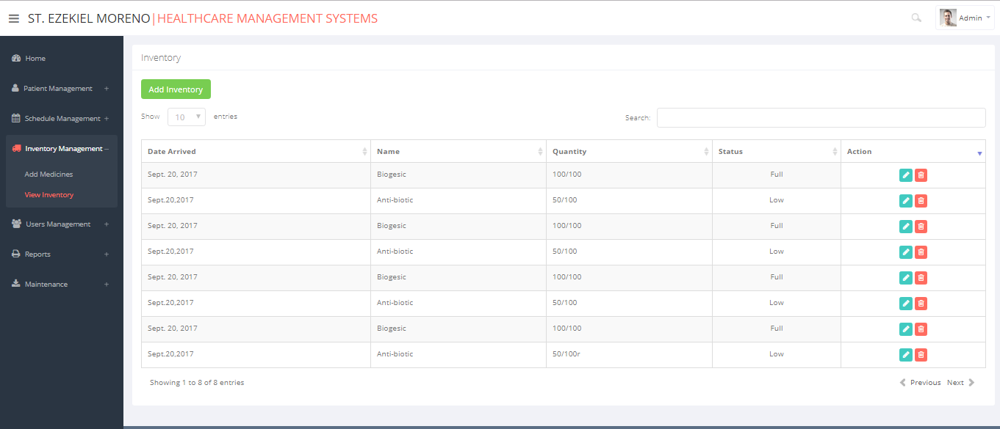 ST. EZEKIEL MORENO|HEALTHCARE MANAGEMENT SYSTEMS
Admin
Home
Patient Management +
Schedule Management +
Inventory Management –
Add Medicines
View Inventory
Users Management +
Reports +
Maintenance +
Inventory
Add Inventory
Show 10 entries
Search:
Date Arrived Name Quantity Status Action
Sept. 20, 2017 Biogesic 100/100 Full
Sept.20,2017 Anti-biotic 50/100 Low
Sept. 20, 2017 Biogesic 100/100 Full
Sept.20,2017 Anti-biotic 50/100 Low
Sept. 20, 2017 Biogesic 100/100 Full
Sept.20,2017 Anti-biotic 50/100 Low
Sept. 20, 2017 Biogesic 100/100 Full
Sept.20,2017 Anti-biotic 50/100r Low
Showing 1 to 8 of 8 entries
Previous Next